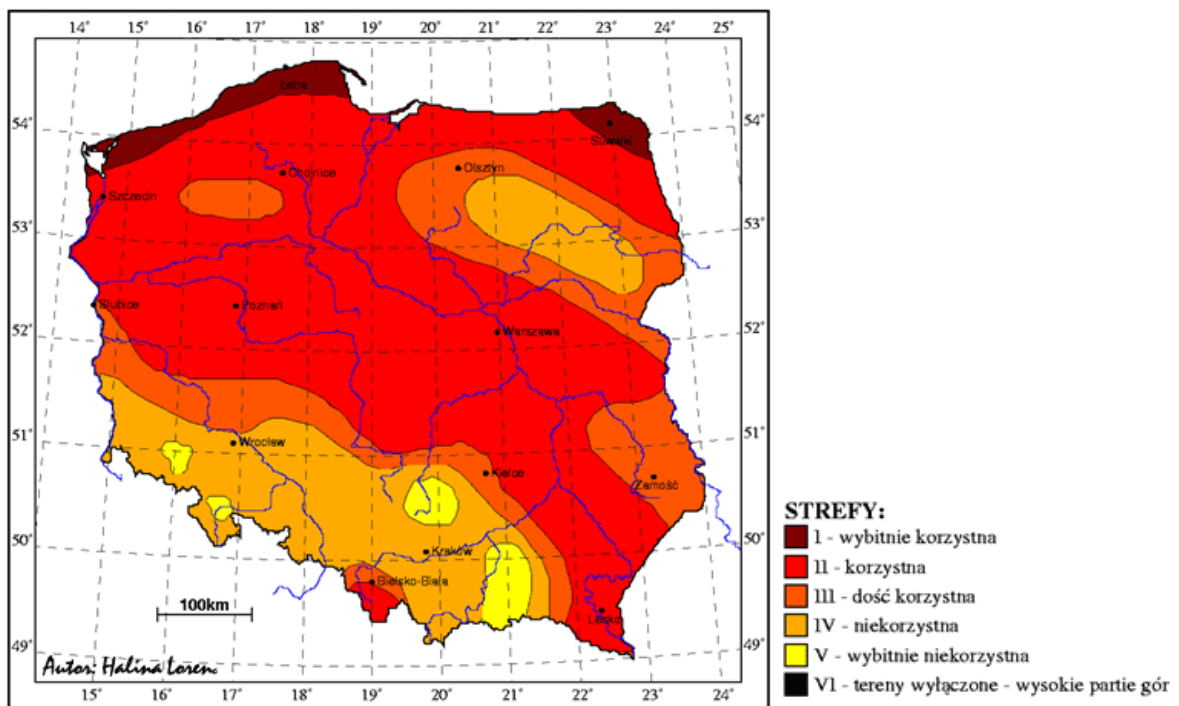 14° 15° 16° 17° 18° 19° 20° 21° 22° 23° 24° 25°
Łeba
54° 54°
Suwałki
Olsztyn
Chojnice
Szczecin
53° 53°
Słubice
Poznań
52° 52°
Warszawa
51° 51°
Wrocław
Kielce
Zamość
50° 50°
Kraków
Bielsko-Biała
100km
Lesko
49° 49°
Autor: Halina Lorenc
15° 16° 17° 18° 19° 20° 21° 22° 23° 24°
STREFY:
I - wybitnie korzystna
II - korzystna
III - dość korzystna
IV - niekorzystna
V - wybitnie niekorzystna
VI - tereny wyłączone - wysokie partie gór